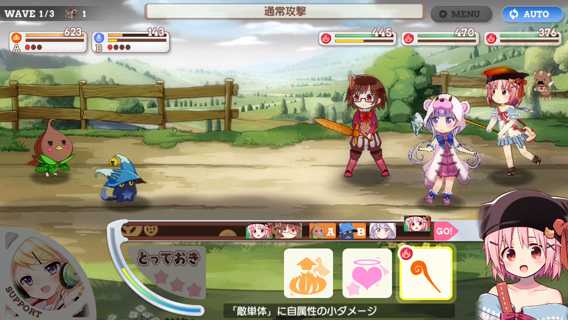 WAVE 1/3 1
通常攻撃
MENU
AUTO
623
A
143
B
445
470
376
A
B
GO!
とっておき
SUPPORT
「敵単体」に自属性の小ダメージ